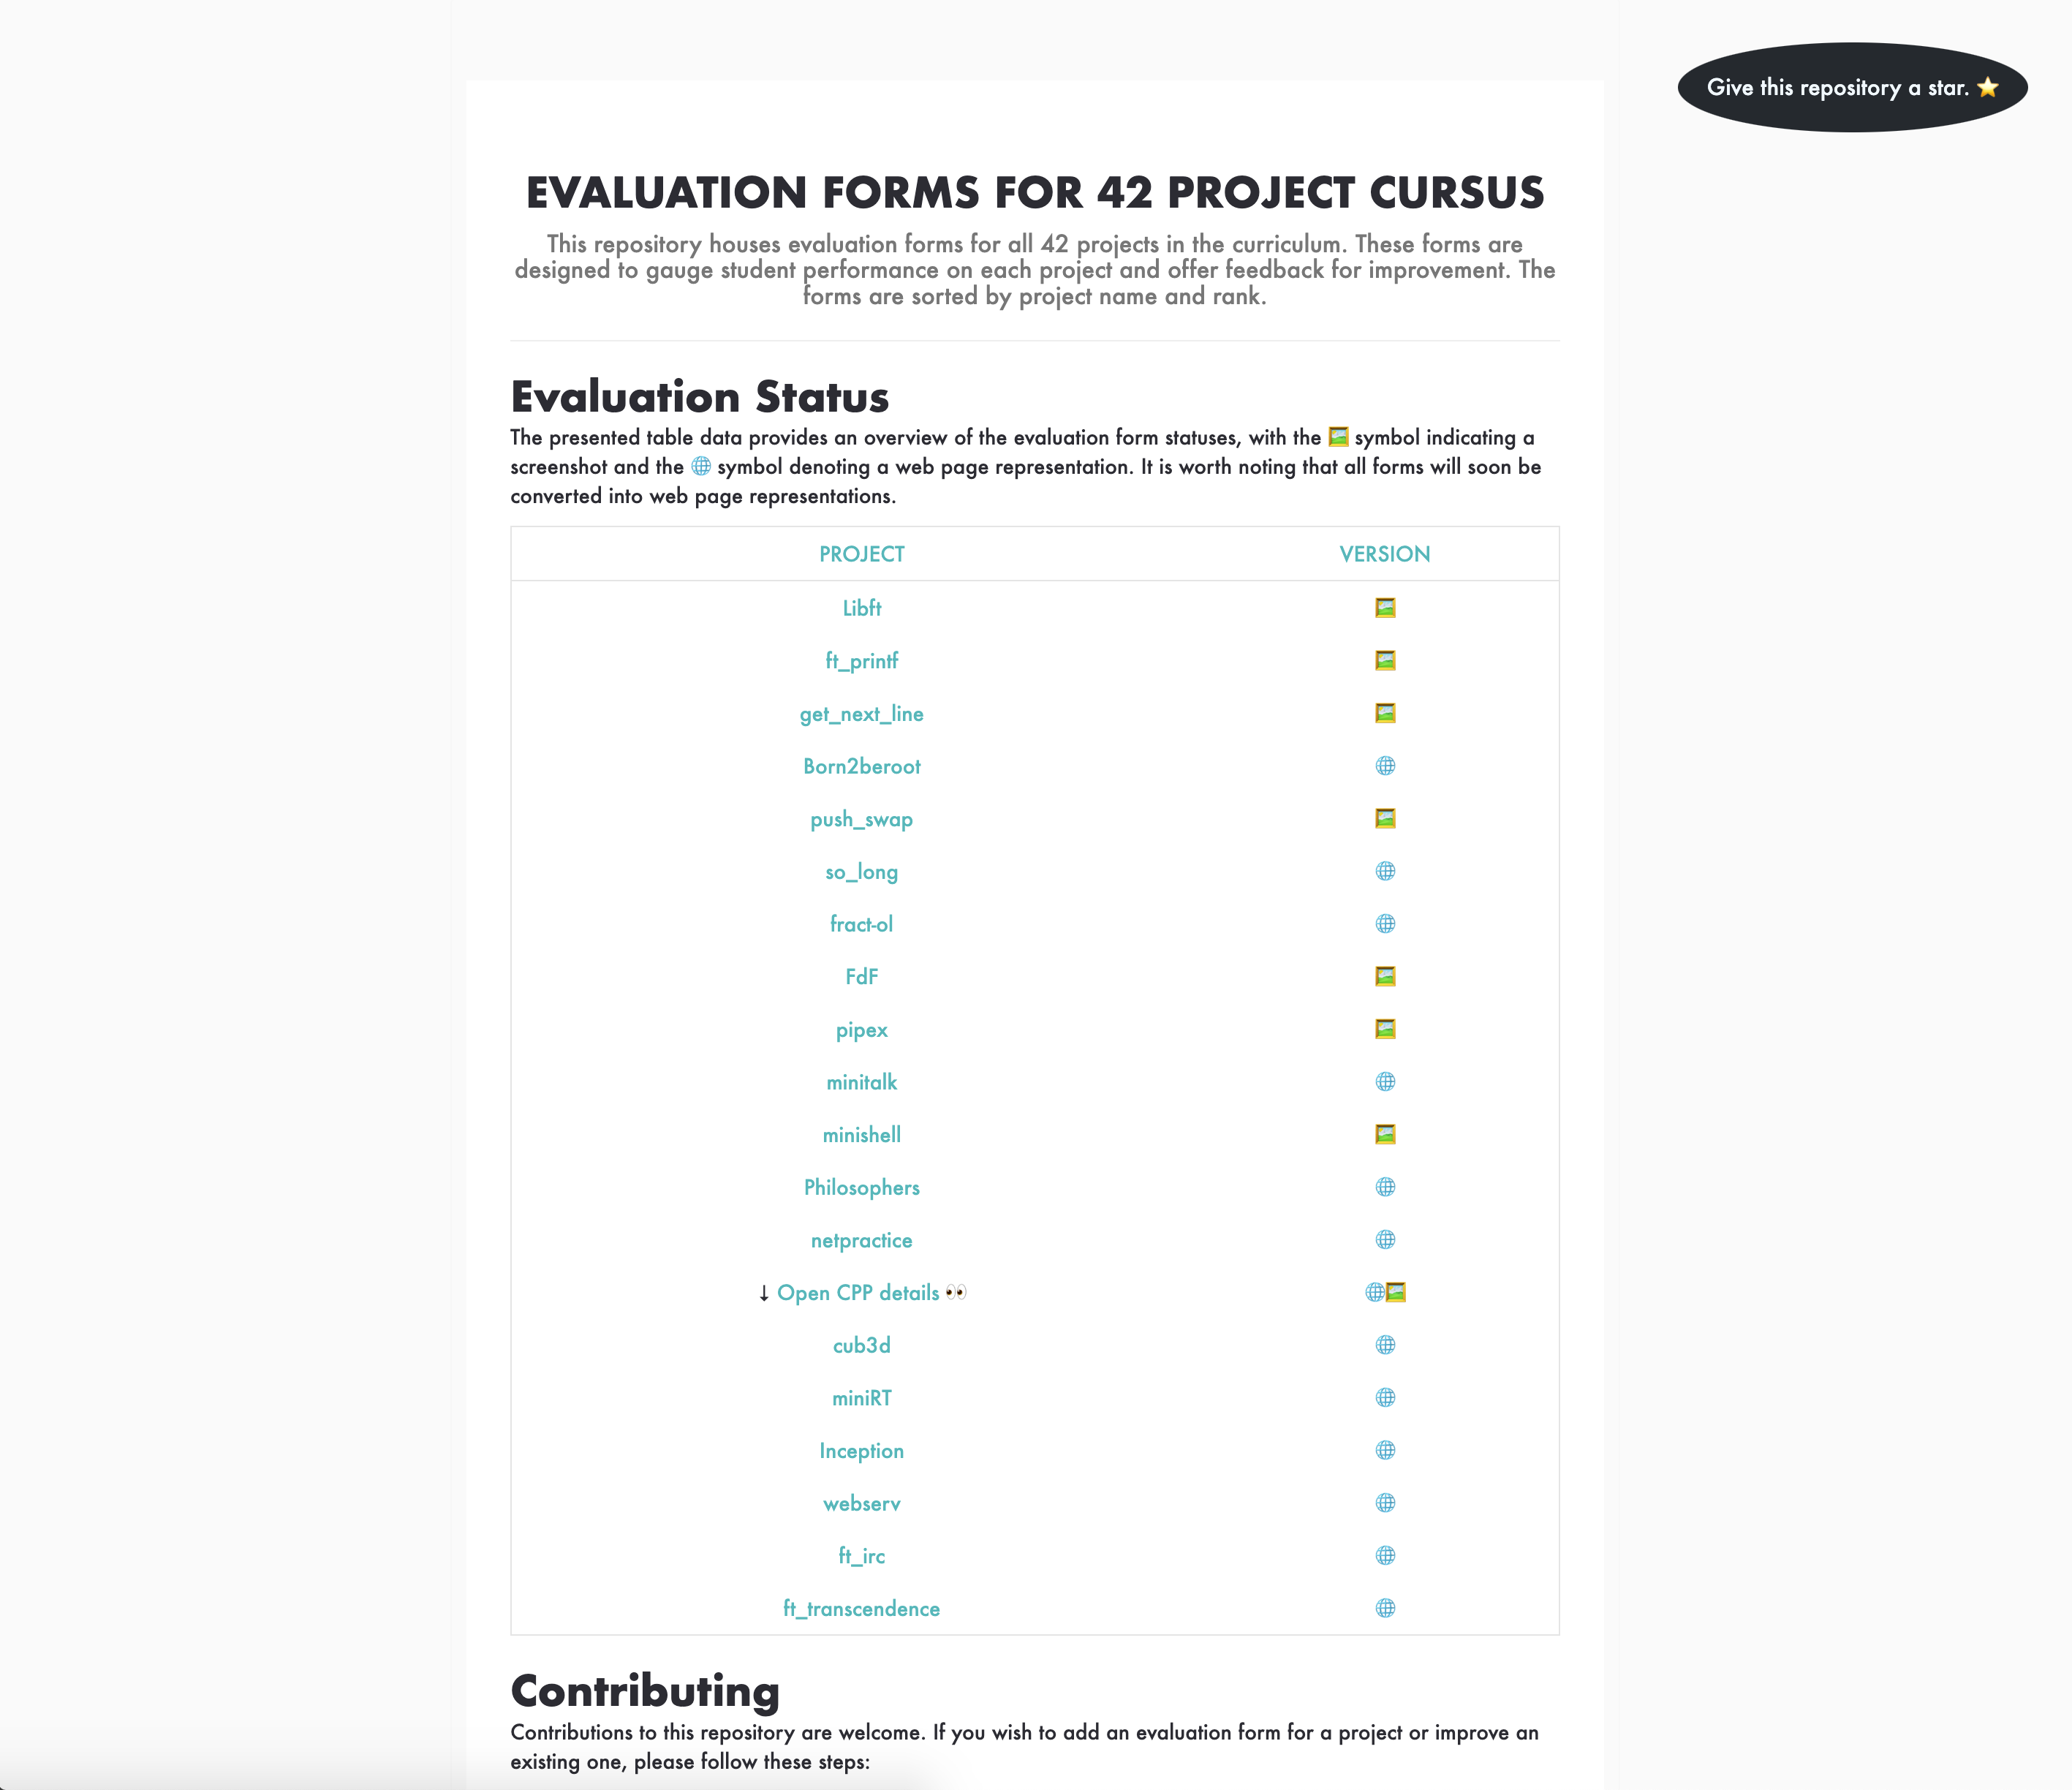 Give this repository a star. ⭐
EVALUATION FORMS FOR 42 PROJECT CURSUS
This repository houses evaluation forms for all 42 projects in the curriculum. These forms are
designed to gauge student performance on each project and offer feedback for improvement. The
forms are sorted by project name and rank.
Evaluation Status
The presented table data provides an overview of the evaluation form statuses, with the 🖼️ symbol indicating a
screenshot and the 🌐 symbol denoting a web page representation. It is worth noting that all forms will soon be
converted into web page representations.
PROJECT VERSION
Libft 🖼️
ft_printf 🖼️
get_next_line 🖼️
Born2beroot 🌐
push_swap 🖼️
so_long 🌐
fract-ol 🌐
FdF 🖼️
pipex 🖼️
minitalk 🌐
minishell 🖼️
Philosophers 🌐
netpractice 🌐
↓ Open CPP details 👀 🌐🖼️
cub3d 🌐
miniRT 🌐
Inception 🌐
webserv 🌐
ft_irc 🌐
ft_transcendence 🌐
Contributing
Contributions to this repository are welcome. If you wish to add an evaluation form for a project or improve an
existing one, please follow these steps: